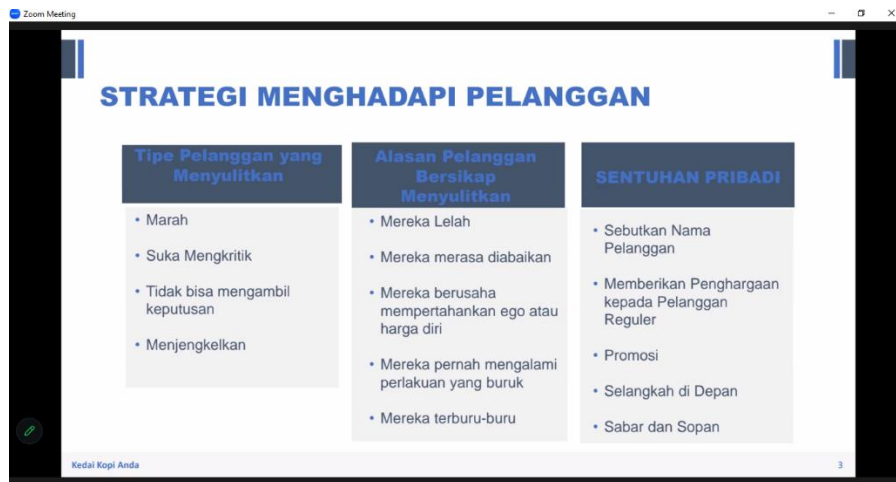 Zoom Meeting
STRATEGI MENGHADAPI PELANGGAN
Tipe Pelanggan yang
Menyulitkan
• Marah
• Suka Mengkritik
• Tidak bisa mengambil
keputusan
• Menjengkelkan
Alasan Pelanggan
Bersikap
Menyulitkan
• Mereka Lelah
• Mereka merasa diabaikan
• Mereka berusaha
mempertahankan ego atau
harga diri
• Mereka pernah mengalami
perlakuan yang buruk
• Mereka terburu-buru
SENTUHAN PRIBADI
• Sebutkan Nama
Pelanggan
• Memberikan Penghargaan
kepada Pelanggan
Reguler
• Promosi
• Selangkah di Depan
• Sabar dan Sopan
Kedai Kopi Anda
3